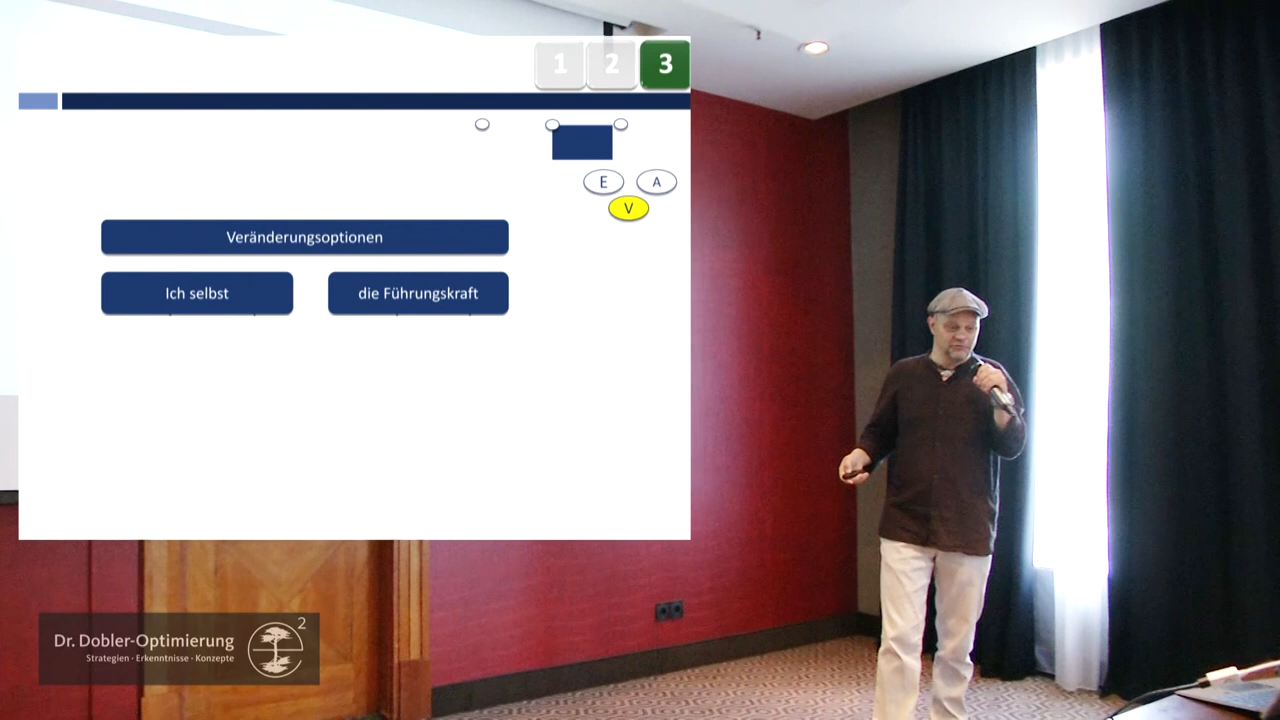 1 2 3
E A
V
Veränderungsoptionen
Ich selbst die Führungskraft
2
Dr. Dobler-Optimierung
Strategien · Erkenntnisse · Konzepte